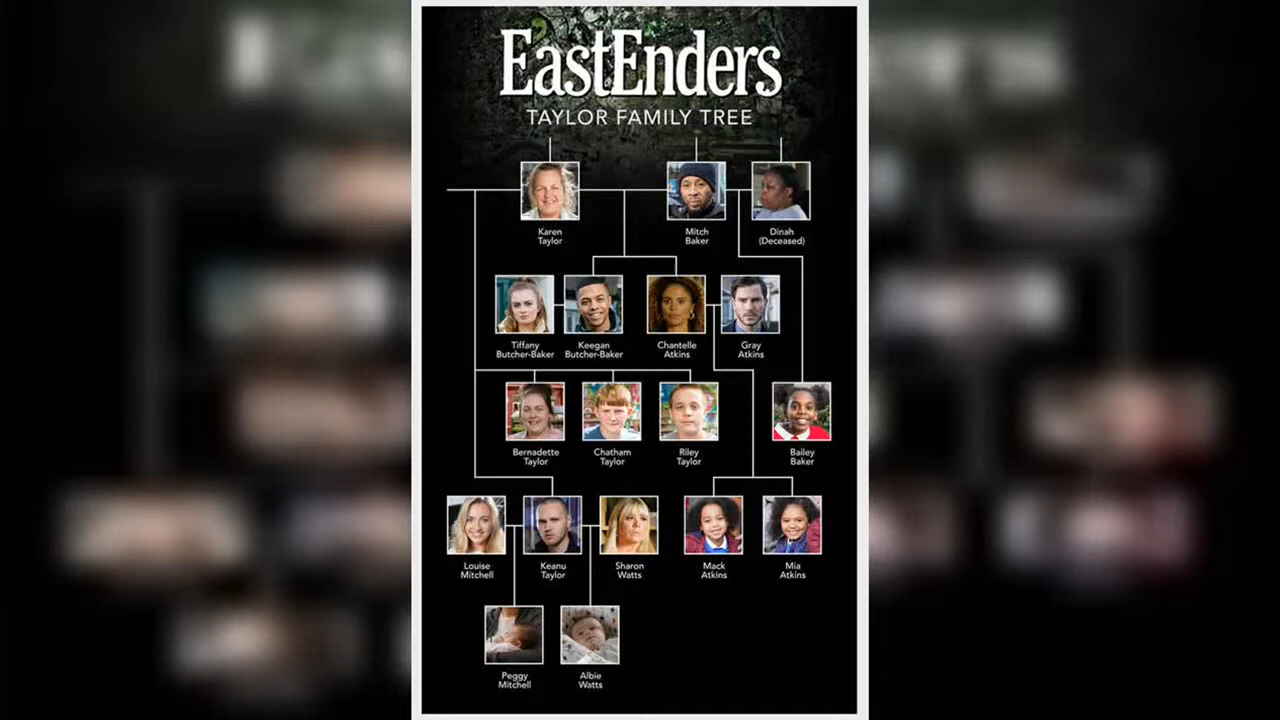 EastEnders
TAYLOR FAMILY TREE
Karen
Taylor
Mitch
Baker
Dinah
(Deceased)
Tiffany
Butcher-Baker
Keegan
Butcher-Baker
Chantelle
Atkins
Gray
Atkins
Bernadette
Taylor
Chatham
Taylor
Riley
Taylor
Bailey
Baker
Louise
Mitchell
Keanu
Taylor
Sharon
Watts
Mack
Atkins
Mia
Atkins
Peggy
Mitchell
Albie
Watts